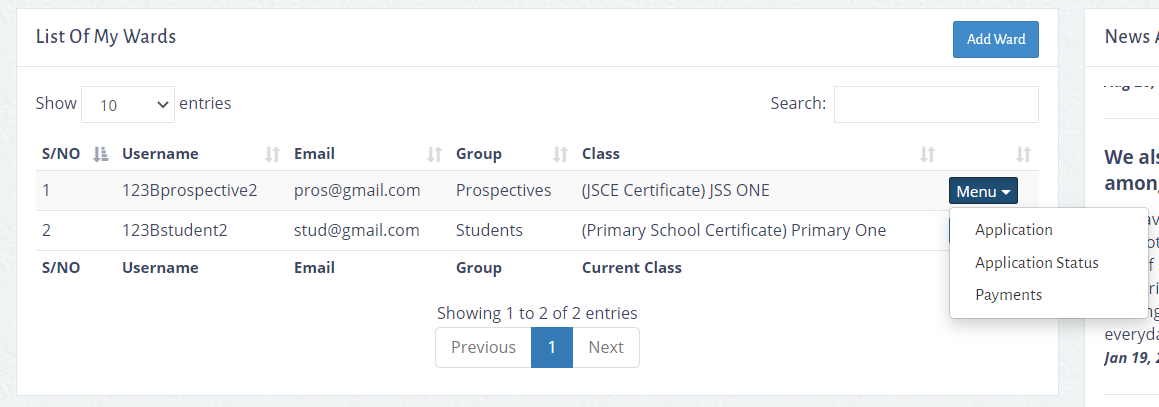 List Of My Wards
Add Ward
Show 10 entries
Search:
S/NO Username Email Group Class
1 123Bprospective2 pros@gmail.com Prospectives (JSCE Certificate) JSS ONE Menu
2 123Bstudent2 stud@gmail.com Students (Primary School Certificate) Primary One
S/NO Username Email Group Current Class
Application
Application Status
Payments
Showing 1 to 2 of 2 entries
Previous 1 Next
News
We
everyda
Jan 19,